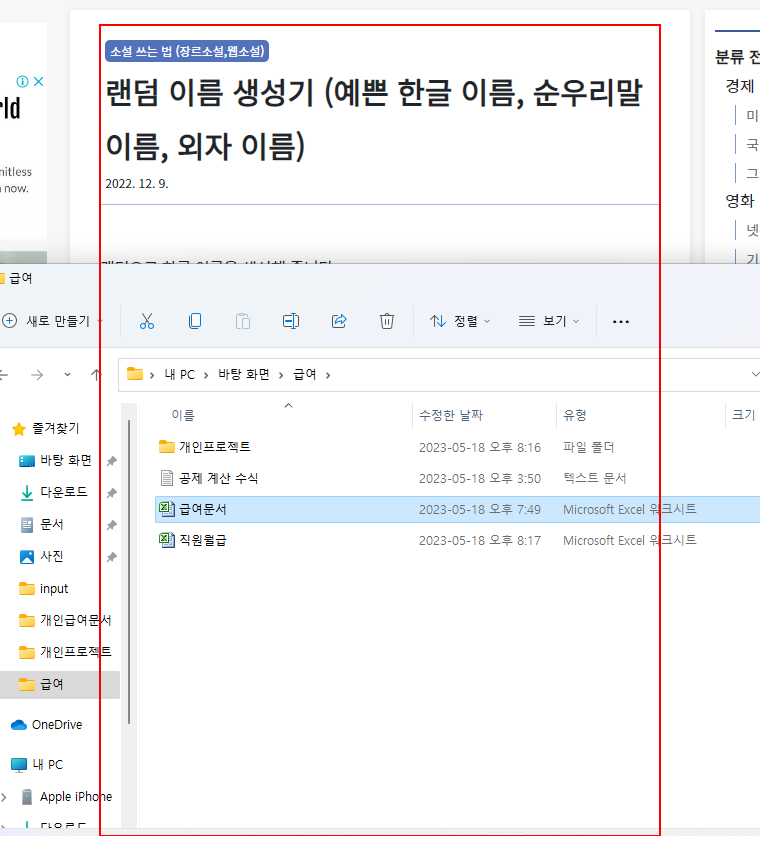 소설 쓰는 법 (장르소설,웹소설)
랜덤 이름 생성기 (예쁜 한글 이름, 순우리말
이름, 외자 이름)
2022. 12. 9.
rld
nitless
now.
분류 전
경제
미
국
그
영화
넷
기
급여
새로 만들기
정렬
보기
내 PC > 바탕 화면 > 급여 >
이름 수정한 날짜 유형 크기
개인프로젝트 2023-05-18 오후 8:16 파일 폴더
공제 계산 수식 2023-05-18 오후 3:50 텍스트 문서
급여문서 2023-05-18 오후 7:49 Microsoft Excel 워크시트
직원월급 2023-05-18 오후 8:17 Microsoft Excel 워크시트
즐겨찾기
바탕 화면
다운로드
문서
사진
input
개인급여문서
개인프로젝트
급여
OneDrive
내 PC
Apple iPhone
다운로드